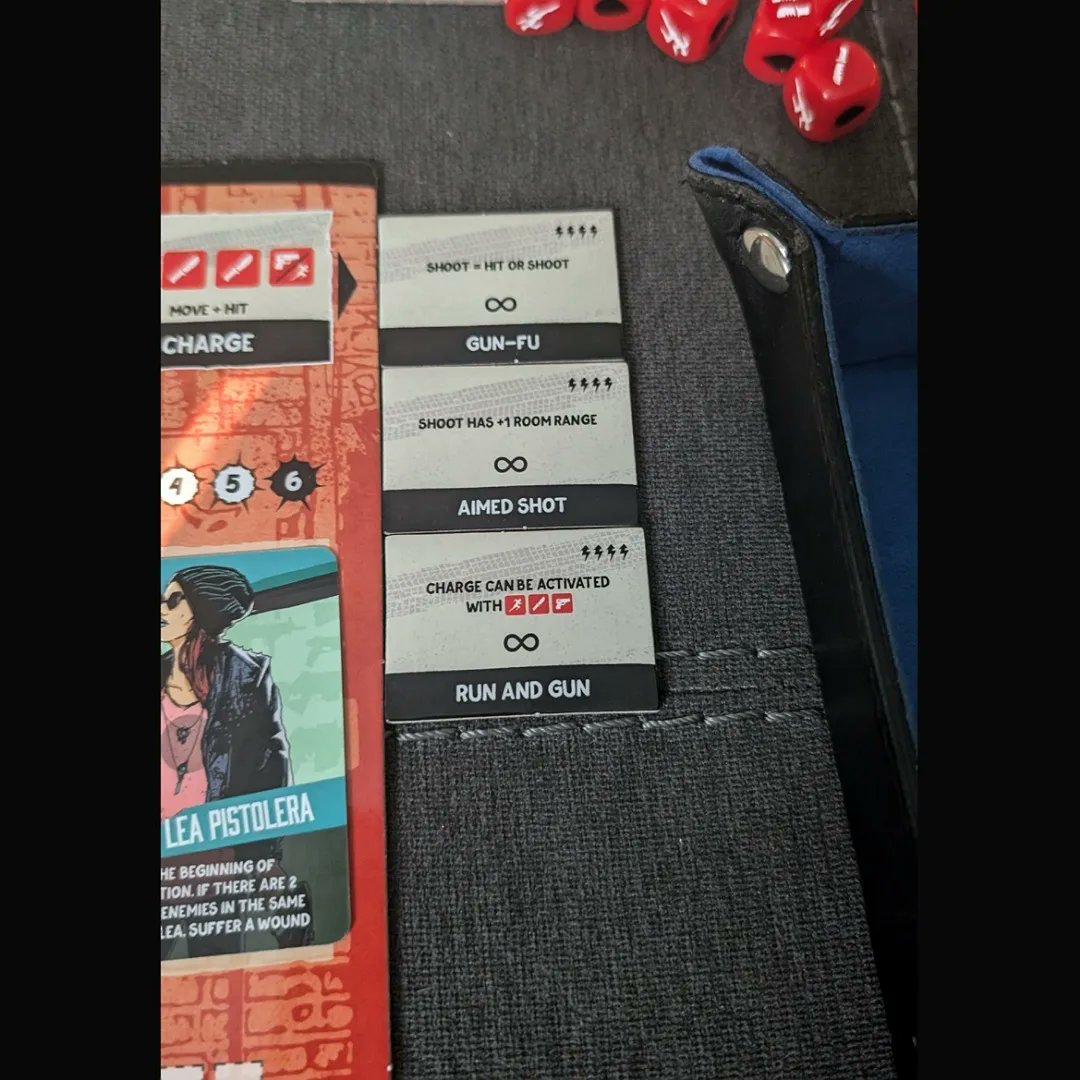 MOVE + HIT
CHARGE
SHOOT = HIT OR SHOOT
∞
GUN-FU
SHOOT HAS +1 ROOM RANGE
∞
AIMED SHOT
CHARGE CAN BE ACTIVATED
WITH
∞
RUN AND GUN
4 5 6
LEA PISTOLERA
HE BEGINNING OF
TION. IF THERE ARE 2
ENEMIES IN THE SAME
LEA. SUFFER A WOUND